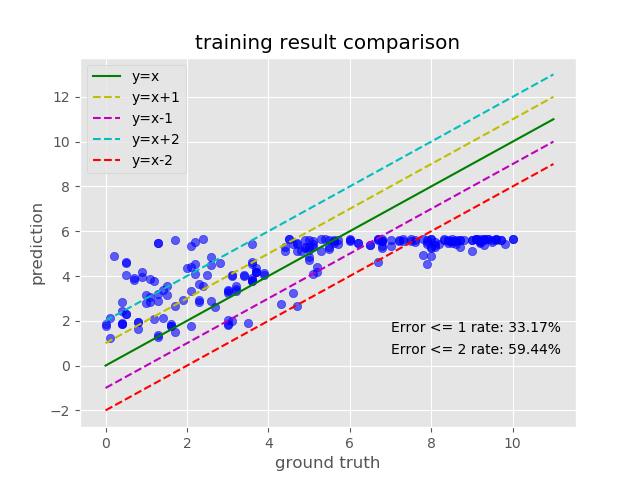 training result comparison
y=x
y=x+1
y=x-1
y=x+2
y=x-2
12
10
8
6
4
2
0
−2
prediction
Error <= 1 rate: 33.17%
Error <= 2 rate: 59.44%
0 2 4 6 8 10
ground truth